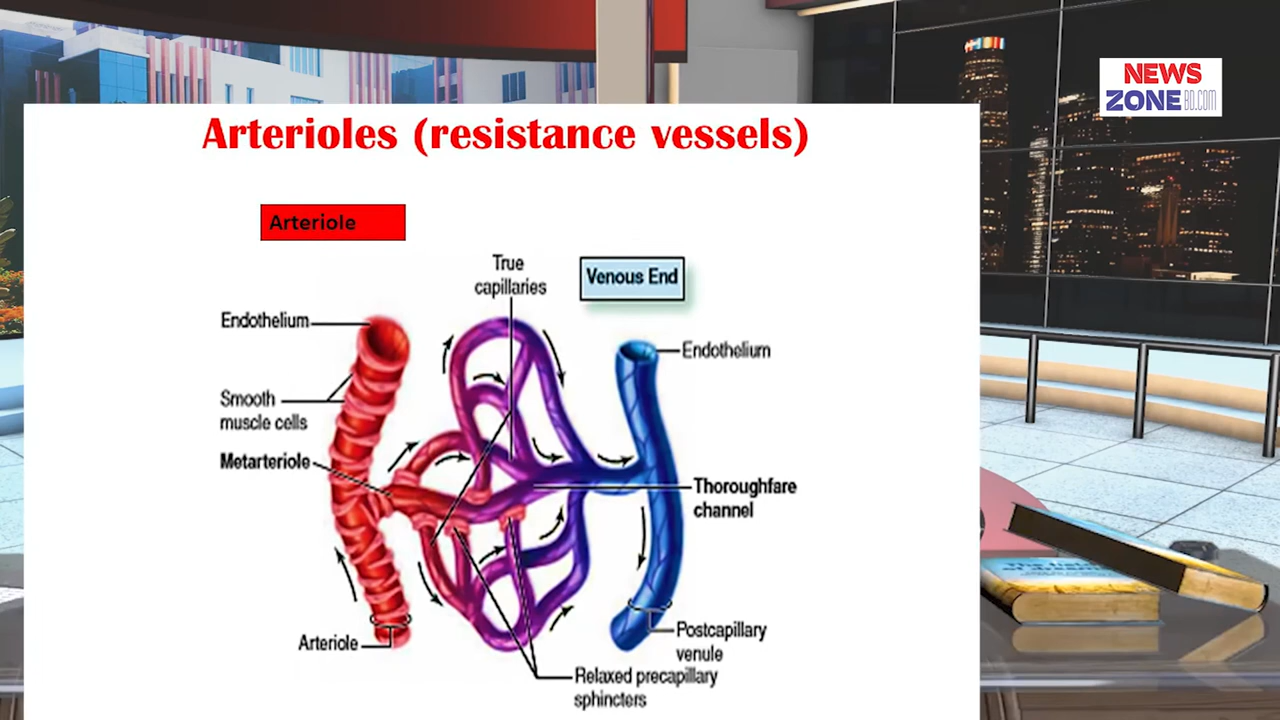 NEWS
ZONE BD.COM
Arterioles (resistance vessels)
Arteriole
True
capillaries
Venous End
Endothelium
Endothelium
Smooth
muscle cells
Metarteriole
Thoroughfare
channel
Arteriole
Postcapillary
venule
Relaxed precapillary
sphincters